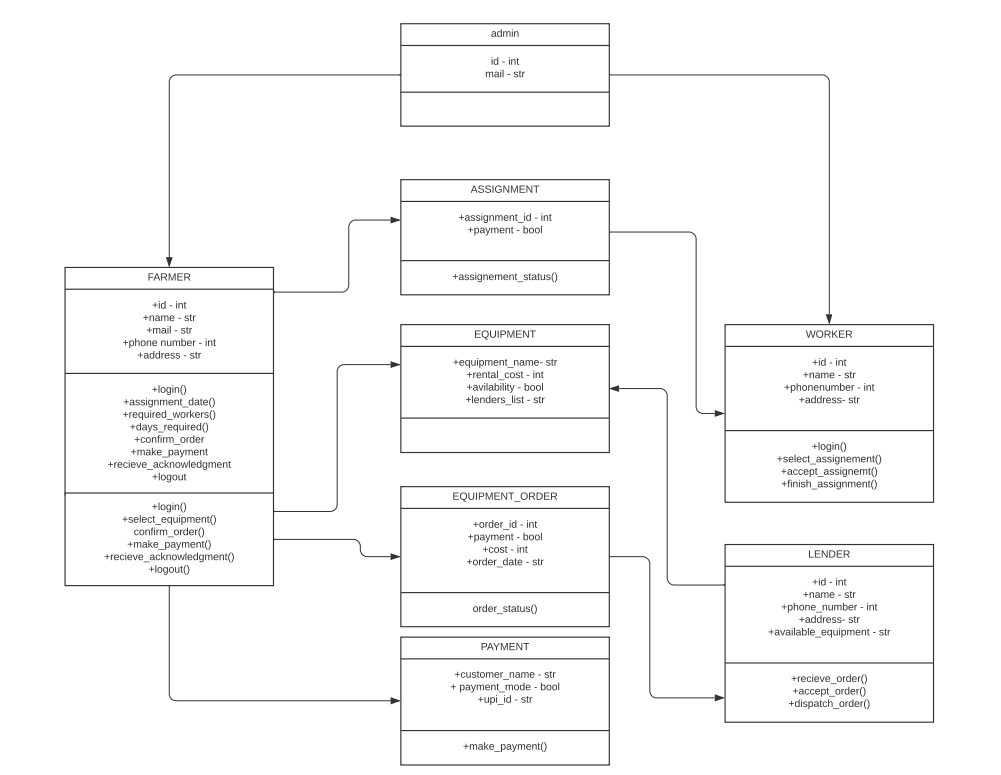 admin
id - int
mail - str
ASSIGNMENT
+assignment_id - int
+payment - bool
+assignement_status()
FARMER
+id - int
+name - str
+mail - str
+phone number - int
+address - str
+login()
+assignment_date()
+required_workers()
+days_required()
+confirm_order
+make_payment
+recieve_acknowledgment
+logout
+login()
+select_equipment()
confirm_order()
+make_payment()
+recieve_acknowledgment()
+logout()
EQUIPMENT
+equipment_name- str
+rental_cost - int
+avilability - bool
+lenders_list - str
WORKER
+id - int
+name - str
+phonenumber - int
+address- str
+login()
+select_assignement()
+accept_assignemt()
+finish_assignment()
EQUIPMENT_ORDER
+order_id - int
+payment - bool
+cost - int
+order_date - str
order_status()
LENDER
+id - int
+name - str
+phone_number - int
+address- str
+available_equipment - str
+recieve_order()
+accept_order()
+dispatch_order()
PAYMENT
+customer_name - str
+ payment_mode - bool
+upi_id - str
+make_payment()